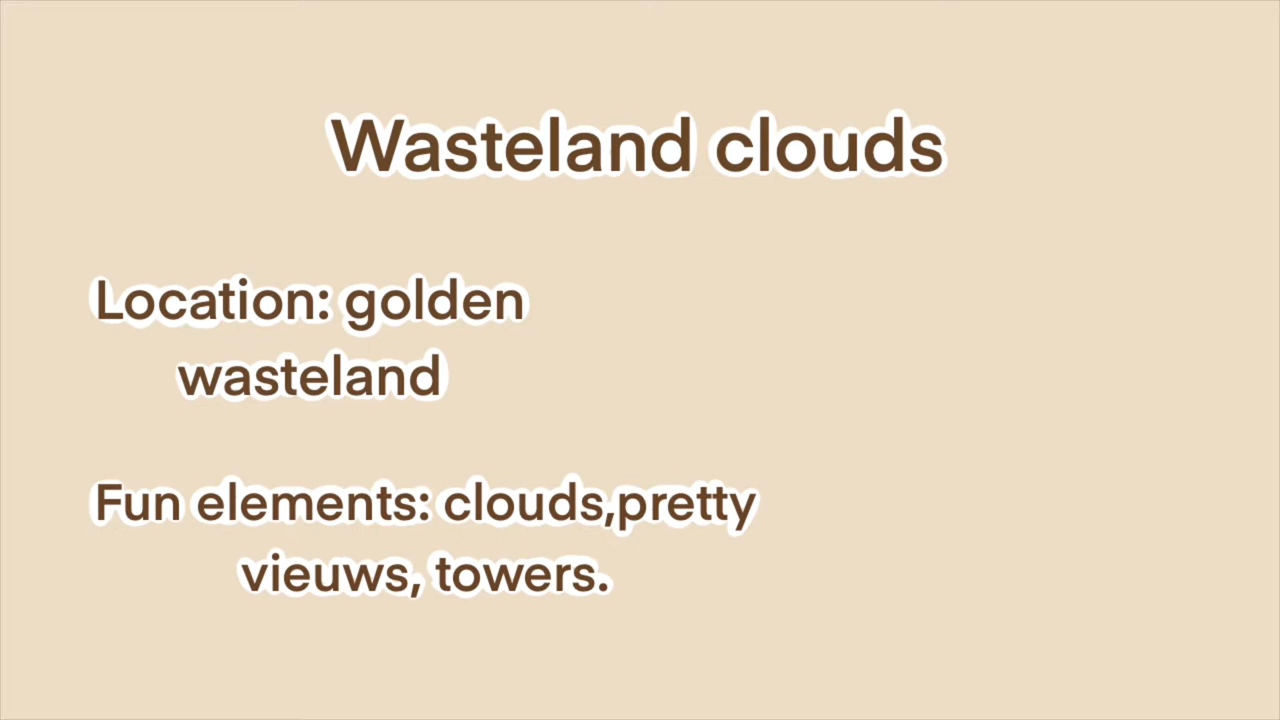 Wasteland clouds
Location: golden
wasteland
Fun elements: clouds,pretty
vieuws, towers.